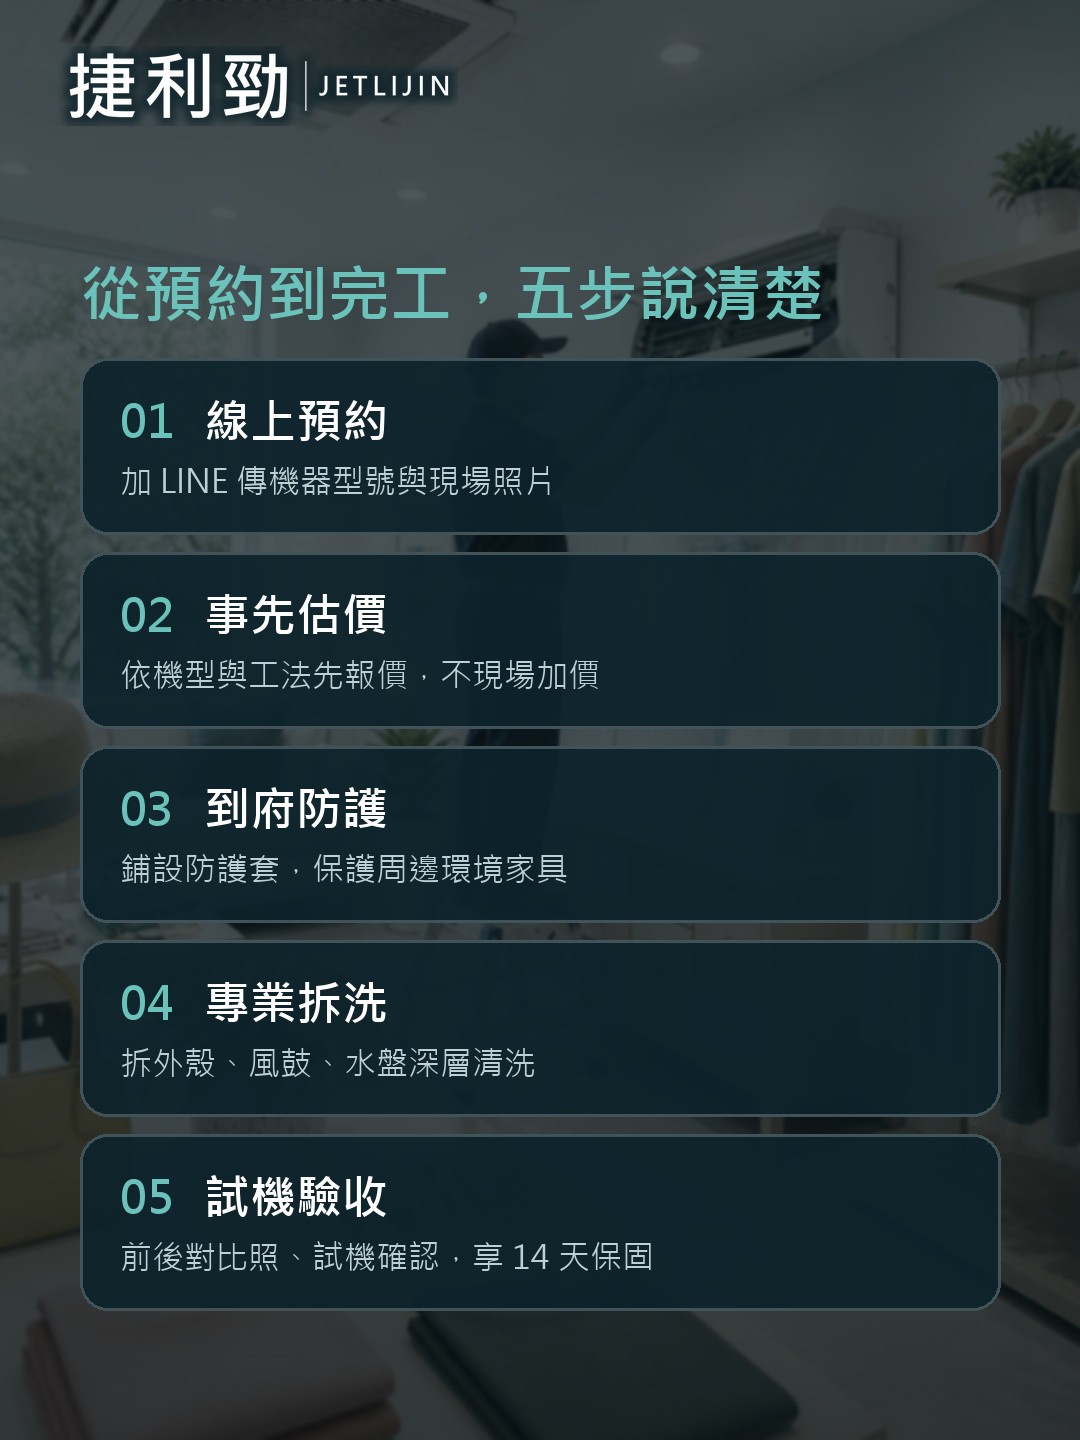 捷利勁 | JETLIJIN
從預約到完工，五步說清楚
01 線上預約
加 LINE 傳機器型號與現場照片
02 事先估價
依機型與工法先報價，不現場加價
03 到府防護
鋪設防護套，保護周邊環境家具
04 專業拆洗
拆外殼、風鼓、水盤深層清洗
05 試機驗收
前後對比照、試機確認，享 14 天保固